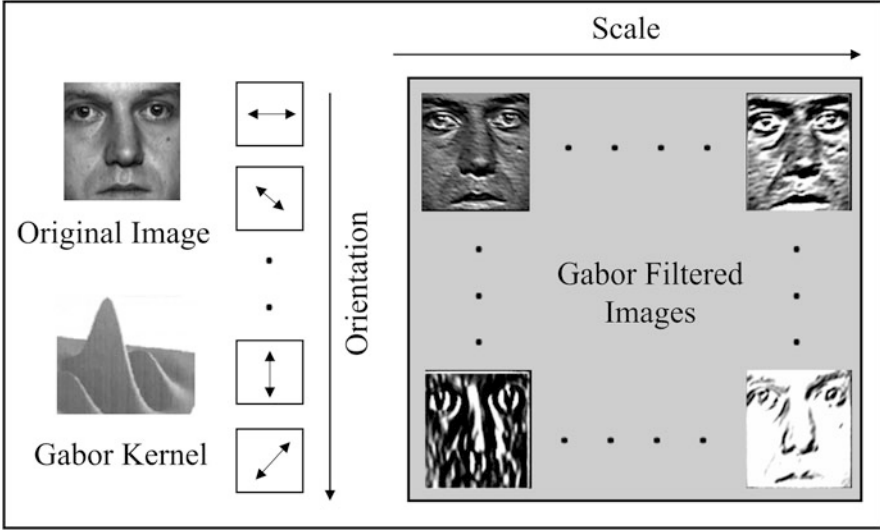 Scale
Original Image
Orientation
Gabor Filtered
Images
Gabor Kernel